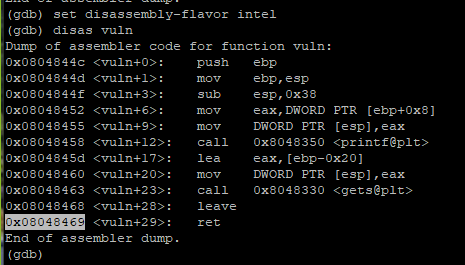 End of assembler dump.
(gdb) set disassembly-flavor intel
(gdb) disas vuln
Dump of assembler code for function vuln:
0x0804844c <vuln+0>: push ebp
0x0804844d <vuln+1>: mov ebp,esp
0x0804844f <vuln+3>: sub esp,0x38
0x08048452 <vuln+6>: mov eax,DWORD PTR [ebp+0x8]
0x08048455 <vuln+9>: mov DWORD PTR [esp],eax
0x08048458 <vuln+12>: call 0x8048350 <printf@plt>
0x0804845d <vuln+17>: lea eax,[ebp-0x20]
0x08048460 <vuln+20>: mov DWORD PTR [esp],eax
0x08048463 <vuln+23>: call 0x8048330 <gets@plt>
0x08048468 <vuln+28>: leave
0x08048469 <vuln+29>: ret
End of assembler dump.
(gdb)